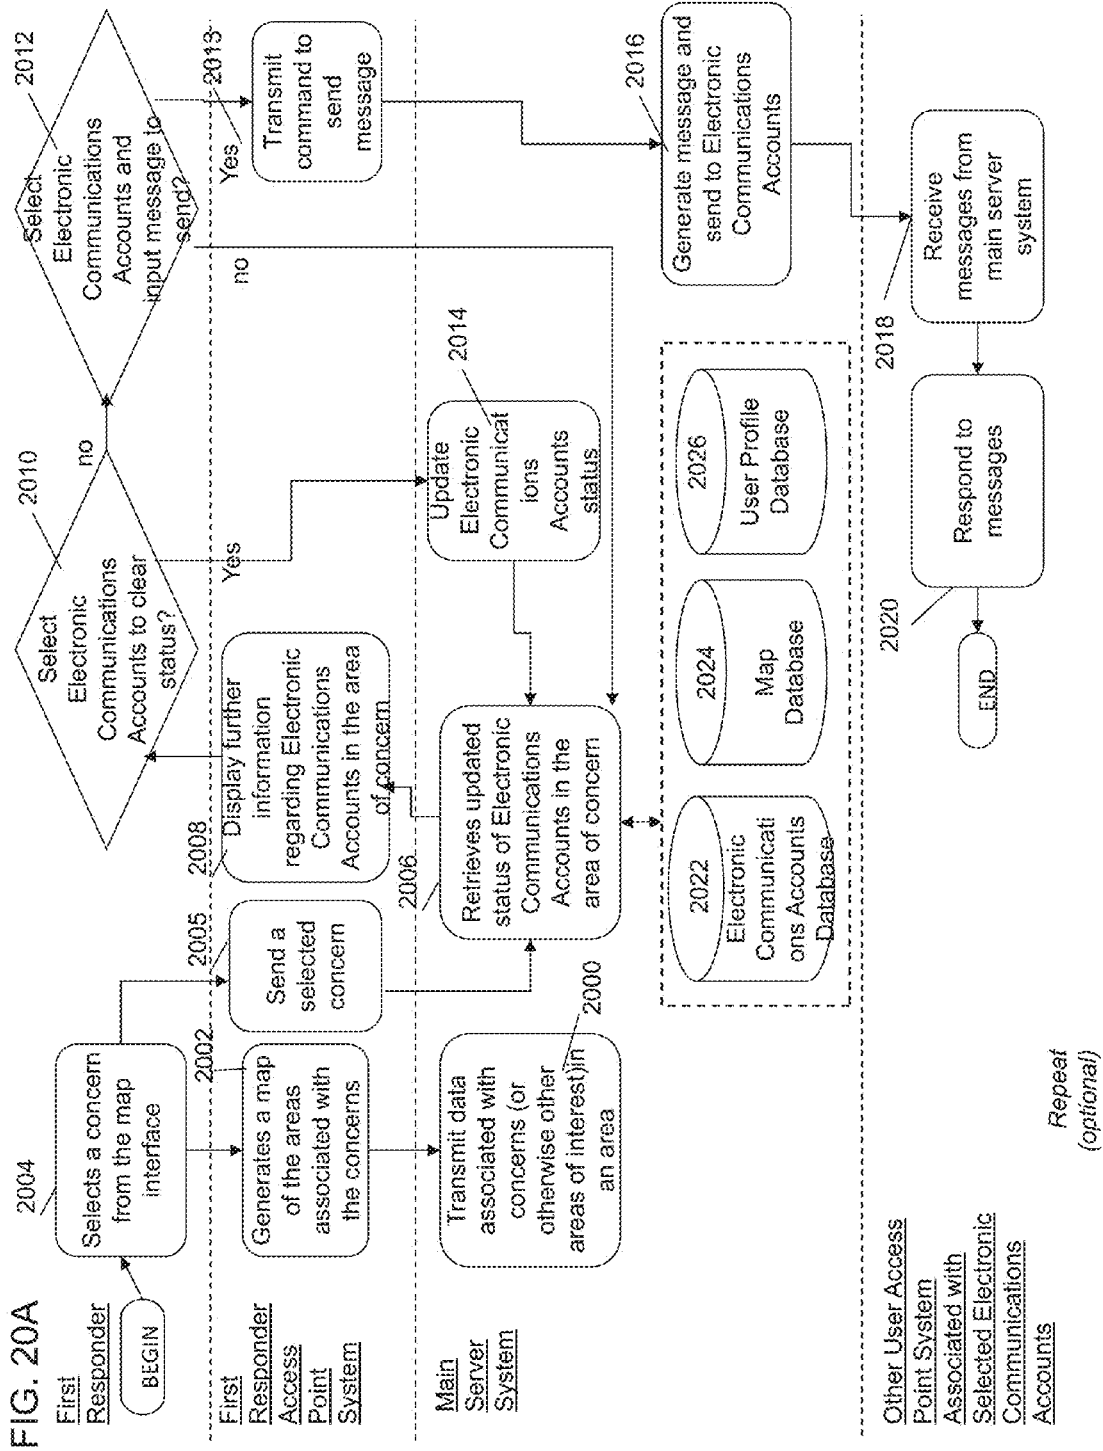 FIG. 20A
First
Responder
BEGIN
2004
Selects a concern
from the map
interface
2010
Select
Electronic
Communications
Accounts to clear
status?
no
2012
Select
Electronic
Communications
Accounts and
input message to
send?
First
Responder
Access
Point
System
2002
Generates a map
of the areas
associated with
the concerns
2005
Send a
selected
concern
2008
Display further
information
regarding Electronic
Communications
Accounts in the area
of concern
Yes
no
Yes
2013
Transmit
command to
send
message
Main
Server
System
Transmit data
associated with
concerns (or
otherwise other
areas of interest)in
an area
2000
2006
Retrieves updated
status of Electronic
Communications
Accounts in the
area of concern
Update
Electronic
Communicat
ions
Accounts
status
2014
2016
Generate message and
send to Electronic
Communications
Accounts
2022
Electronic
Communicati
ons Accounts
Database
2024
Map
Database
2026
User Profile
Database
Other User Access
Point System
Associated with
Selected Electronic
Communications
Accounts
END
2020
Respond to
messages
2018
Receive
messages from
main server
system
Repeat
(optional)